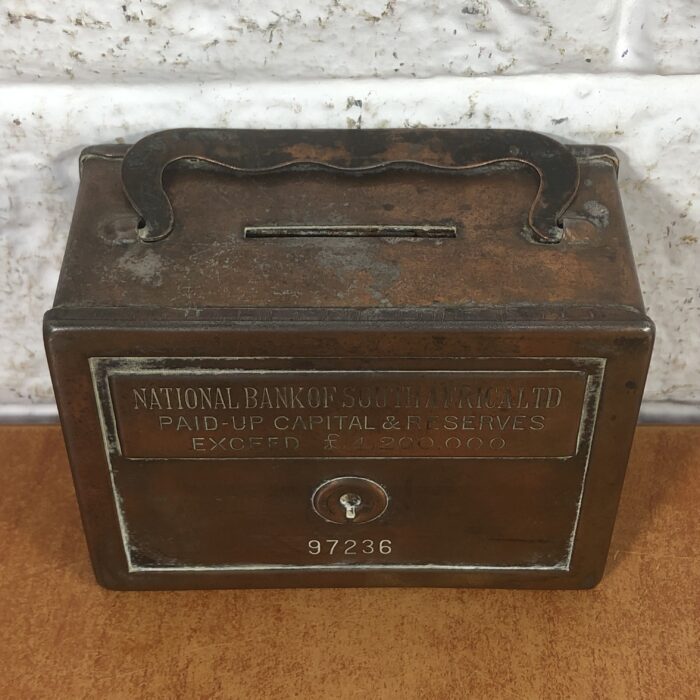 NATIONAL BANK OF SOUTH AFRICA LTD
PAID-UP CAPITAL & RESERVES
EXCEED £4,200,000
97236